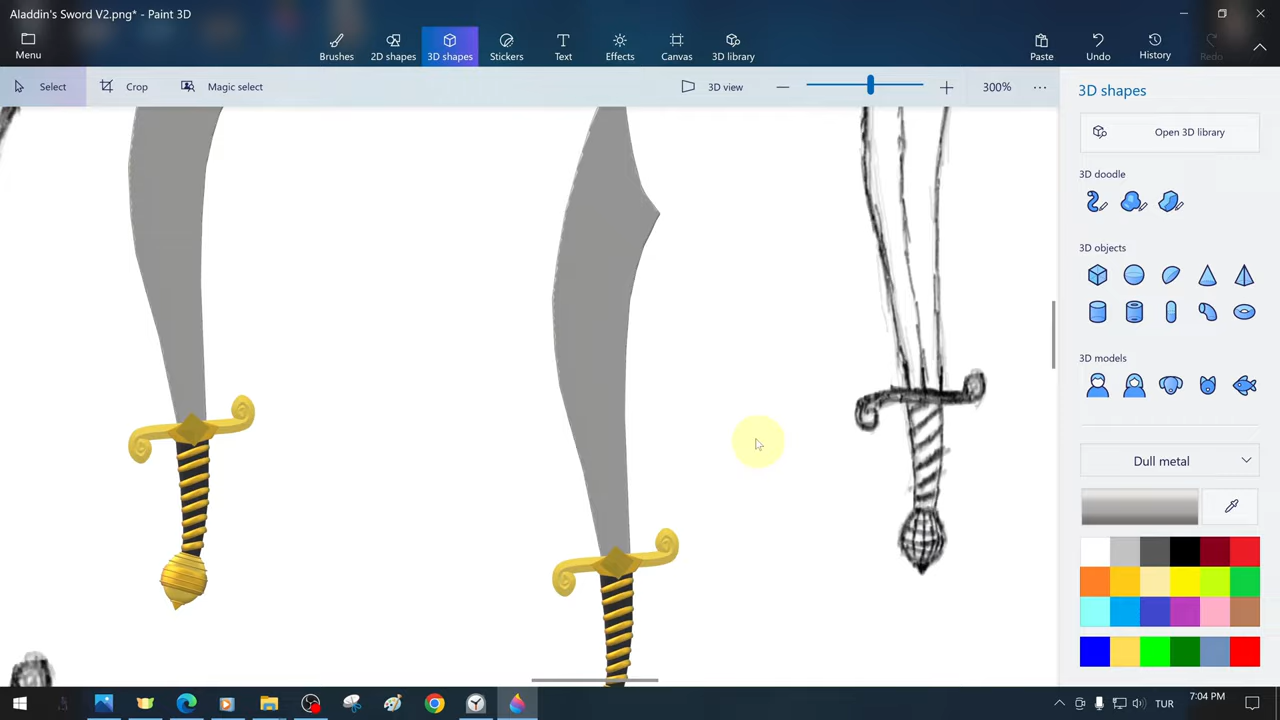 Aladdin's Sword V2.png* - Paint 3D
Menu
Brushes
2D shapes
3D shapes
Stickers
Text
Effects
Canvas
3D library
Paste
Undo
History
Redo
Select
Crop
Magic select
3D view
300%
3D shapes
Open 3D library
3D doodle
3D objects
3D models
Dull metal
TUR
7:04 PM